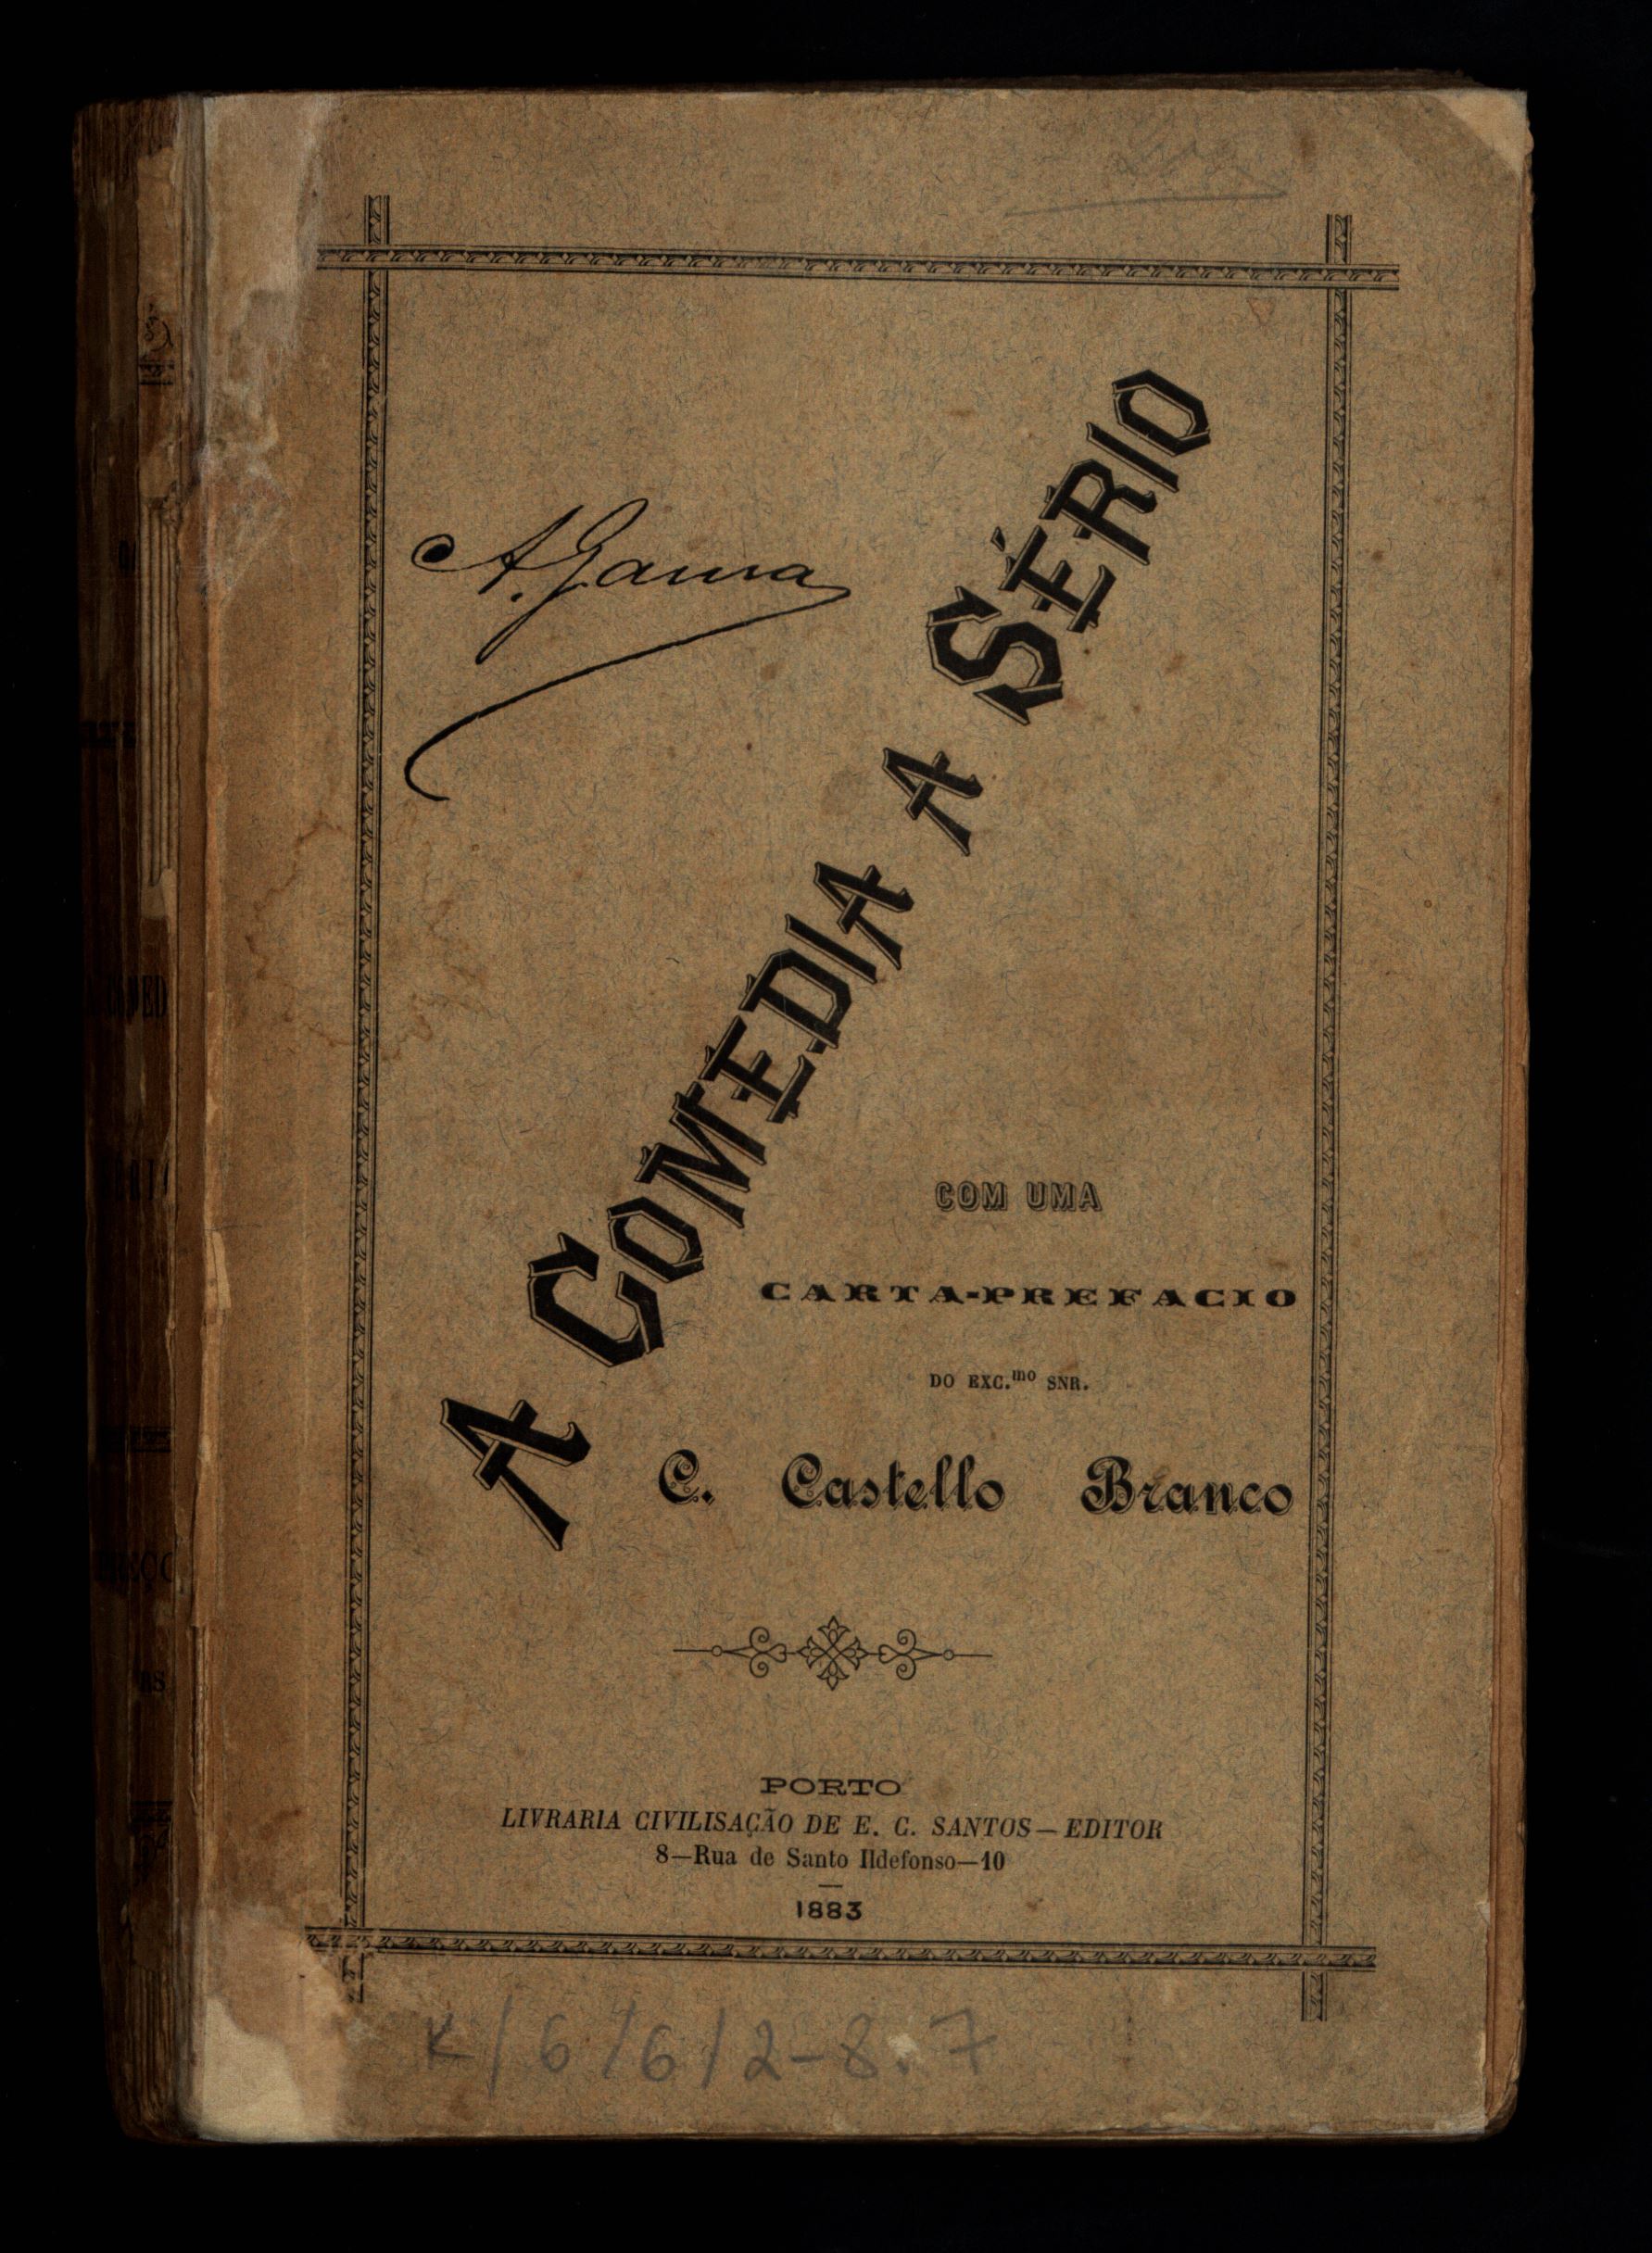 A. Gama
A COMEDIA A SÉRIO
COM UMA
CARTA-PREFACIO
DO EXC.mo SNR.
C. Castello Branco
PORTO
LIVRARIA CIVILISAÇÃO DE E. C. SANTOS—EDITOR
8—Rua de Santo Ildefonso—10
1883
K/6/6/2-8.7